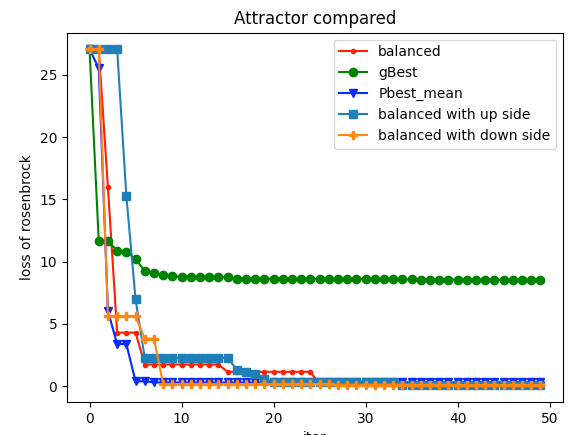 Attractor compared
balanced
gBest
Pbest_mean
balanced with up side
balanced with down side
loss of rosenbrock
25
20
15
10
5
0
0 10 20 30 40 50